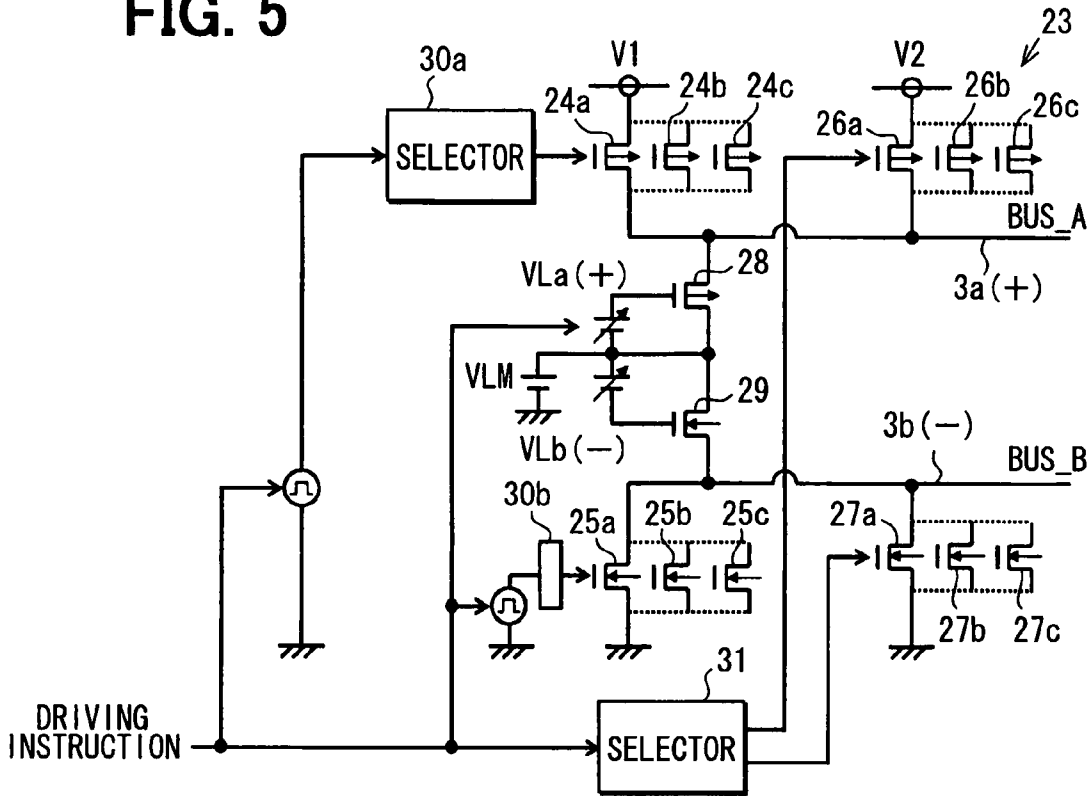 FIG. 5
23
30a
V1
V2
24a
24b
24c
26a
26b
26c
SELECTOR
BUS_A
VLa(+)
28
3a(+)
VLM
29
VLb(-)
3b(-)
BUS_B
30b
25a
25b
25c
27a
27b
27c
31
DRIVING
INSTRUCTION
SELECTOR